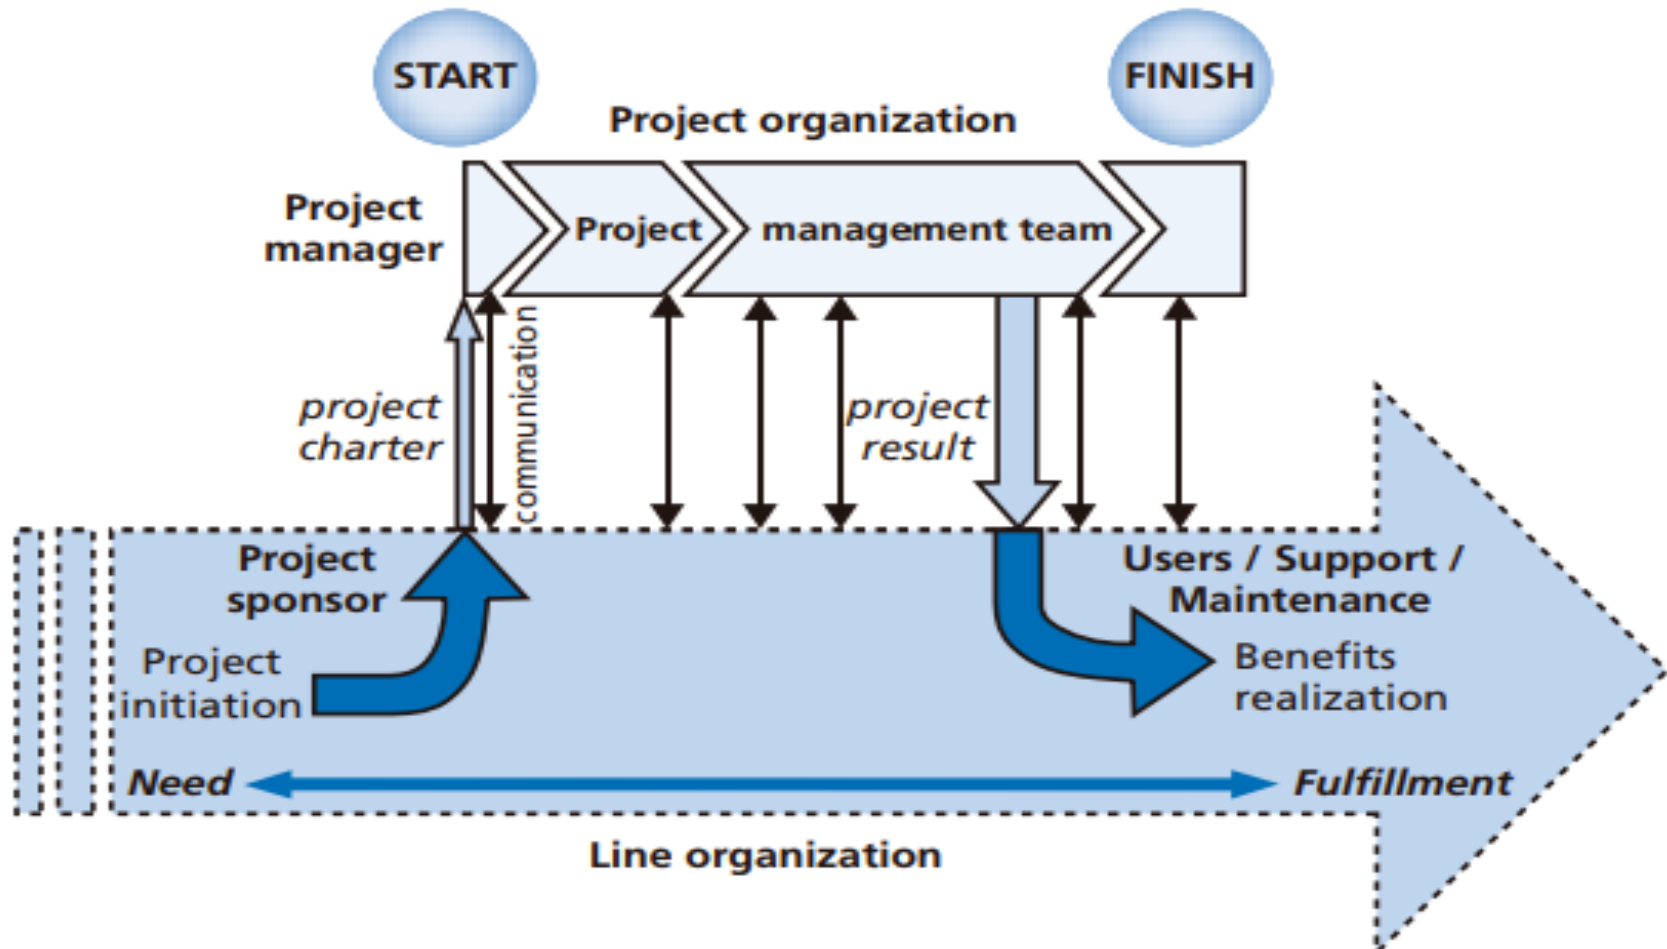 START
FINISH
Project organization
Project
manager
Project
management team
communication
project
charter
project
result
Project
sponsor
Project
initiation
Users / Support /
Maintenance
Benefits
realization
Need
Fulfillment
Line organization